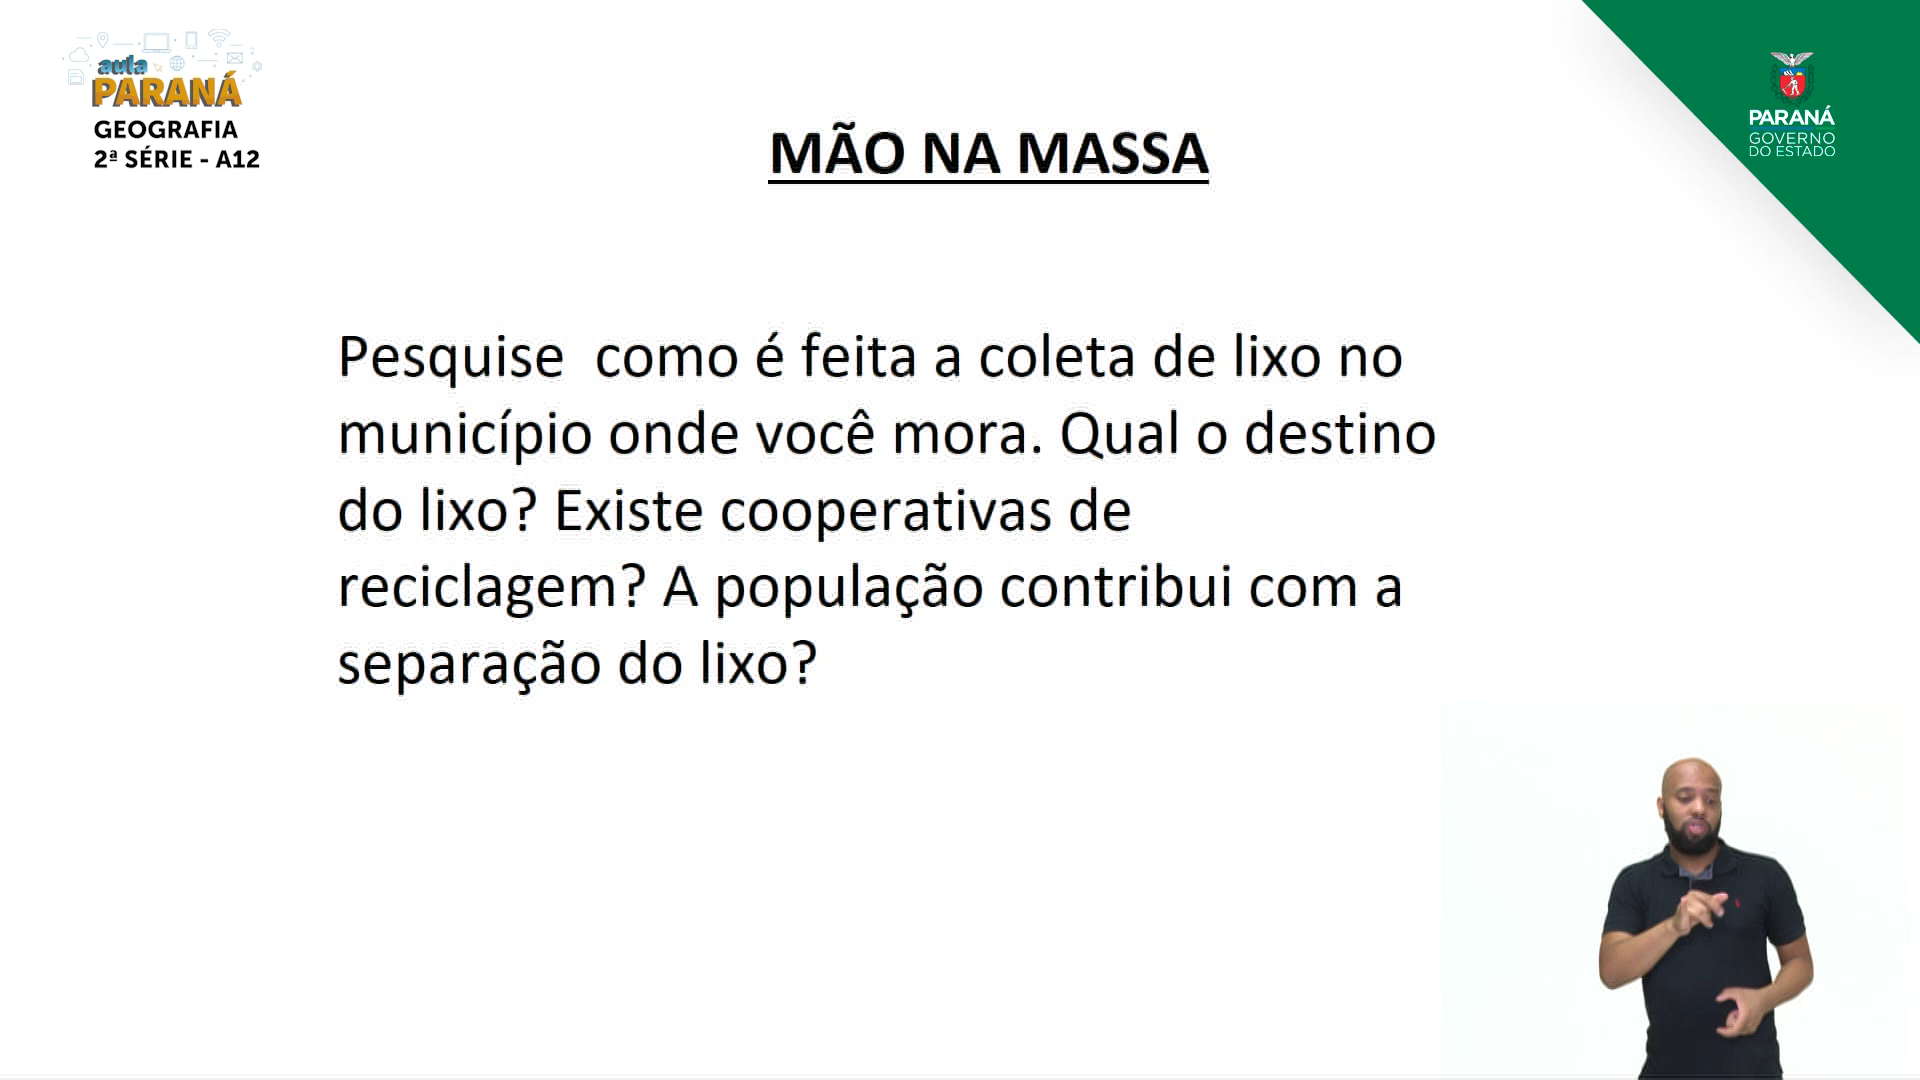 aula
PARANÁ
GEOGRAFIA
2ª SÉRIE - A12
PARANÁ
GOVERNO
DO ESTADO
MÃO NA MASSA
Pesquise como é feita a coleta de lixo no
município onde você mora. Qual o destino
do lixo? Existe cooperativas de
reciclagem? A população contribui com a
separação do lixo?